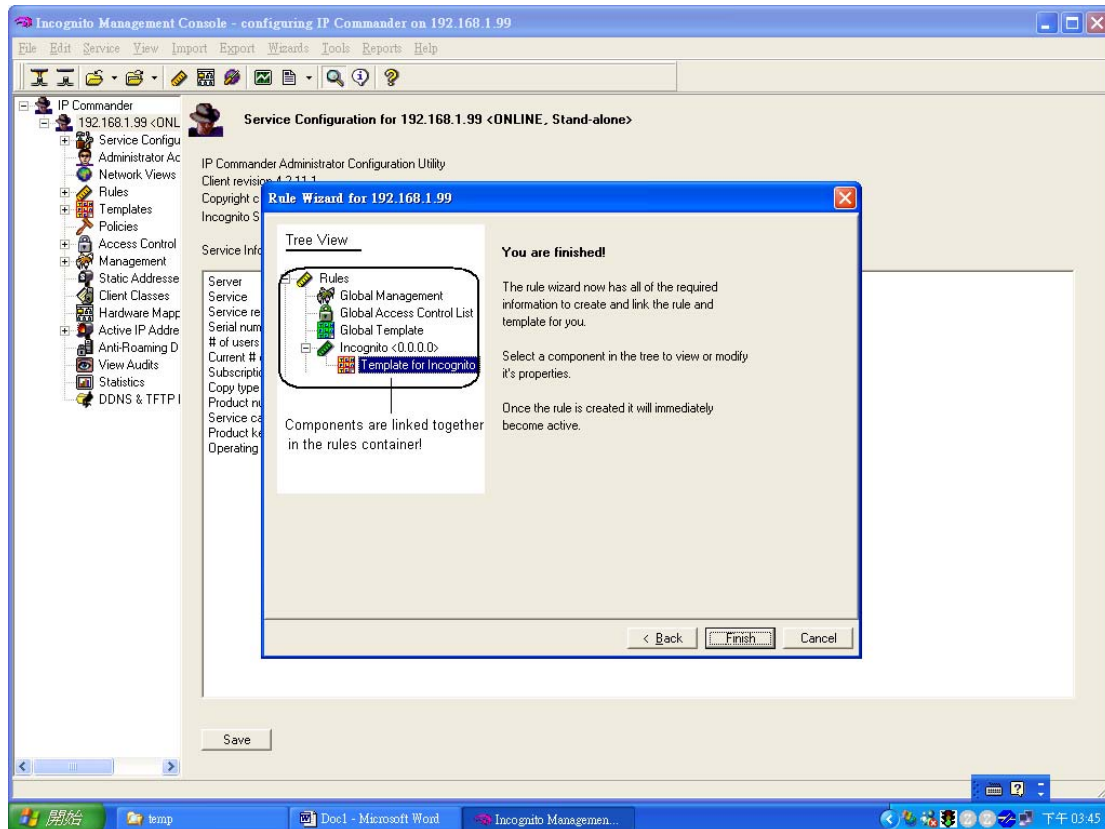 Incognito Management Console - configuring IP Commander on 192.168.1.99
File Edit Service View Import Export Wizards Tools Reports Help
IP Commander
192.168.1.99 <ONL
Service Configu
Administrator Ac
Network Views
Rules
Templates
Policies
Access Control
Management
Static Addresse
Client Classes
Hardware Mapp
Active IP Addre
Anti-Roaming D
View Audits
Statistics
DDNS & TFTP I
Service Configuration for 192.168.1.99 <ONLINE, Stand-alone>
IP Commander Administrator Configuration Utility
Client revision 4.2.11.1
Copyright c
Incognito S
Service Info
Server
Service
Service re
Serial num
# of users
Current #
Subscriptio
Copy type
Product nu
Service ca
Product ke
Operating
Rule Wizard for 192.168.1.99
Tree View
Rules
Global Management
Global Access Control List
Global Template
Incognito <0.0.0.0>
Template for Incognito
Components are linked together
in the rules container!
You are finished!
The rule wizard now has all of the required
information to create and link the rule and
template for you.
Select a component in the tree to view or modify
it's properties.
Once the rule is created it will immediately
become active.
< Back
Finish
Cancel
Save
開始
temp
Doc1 - Microsoft Word
Incognito Managemen...
下午 03:45